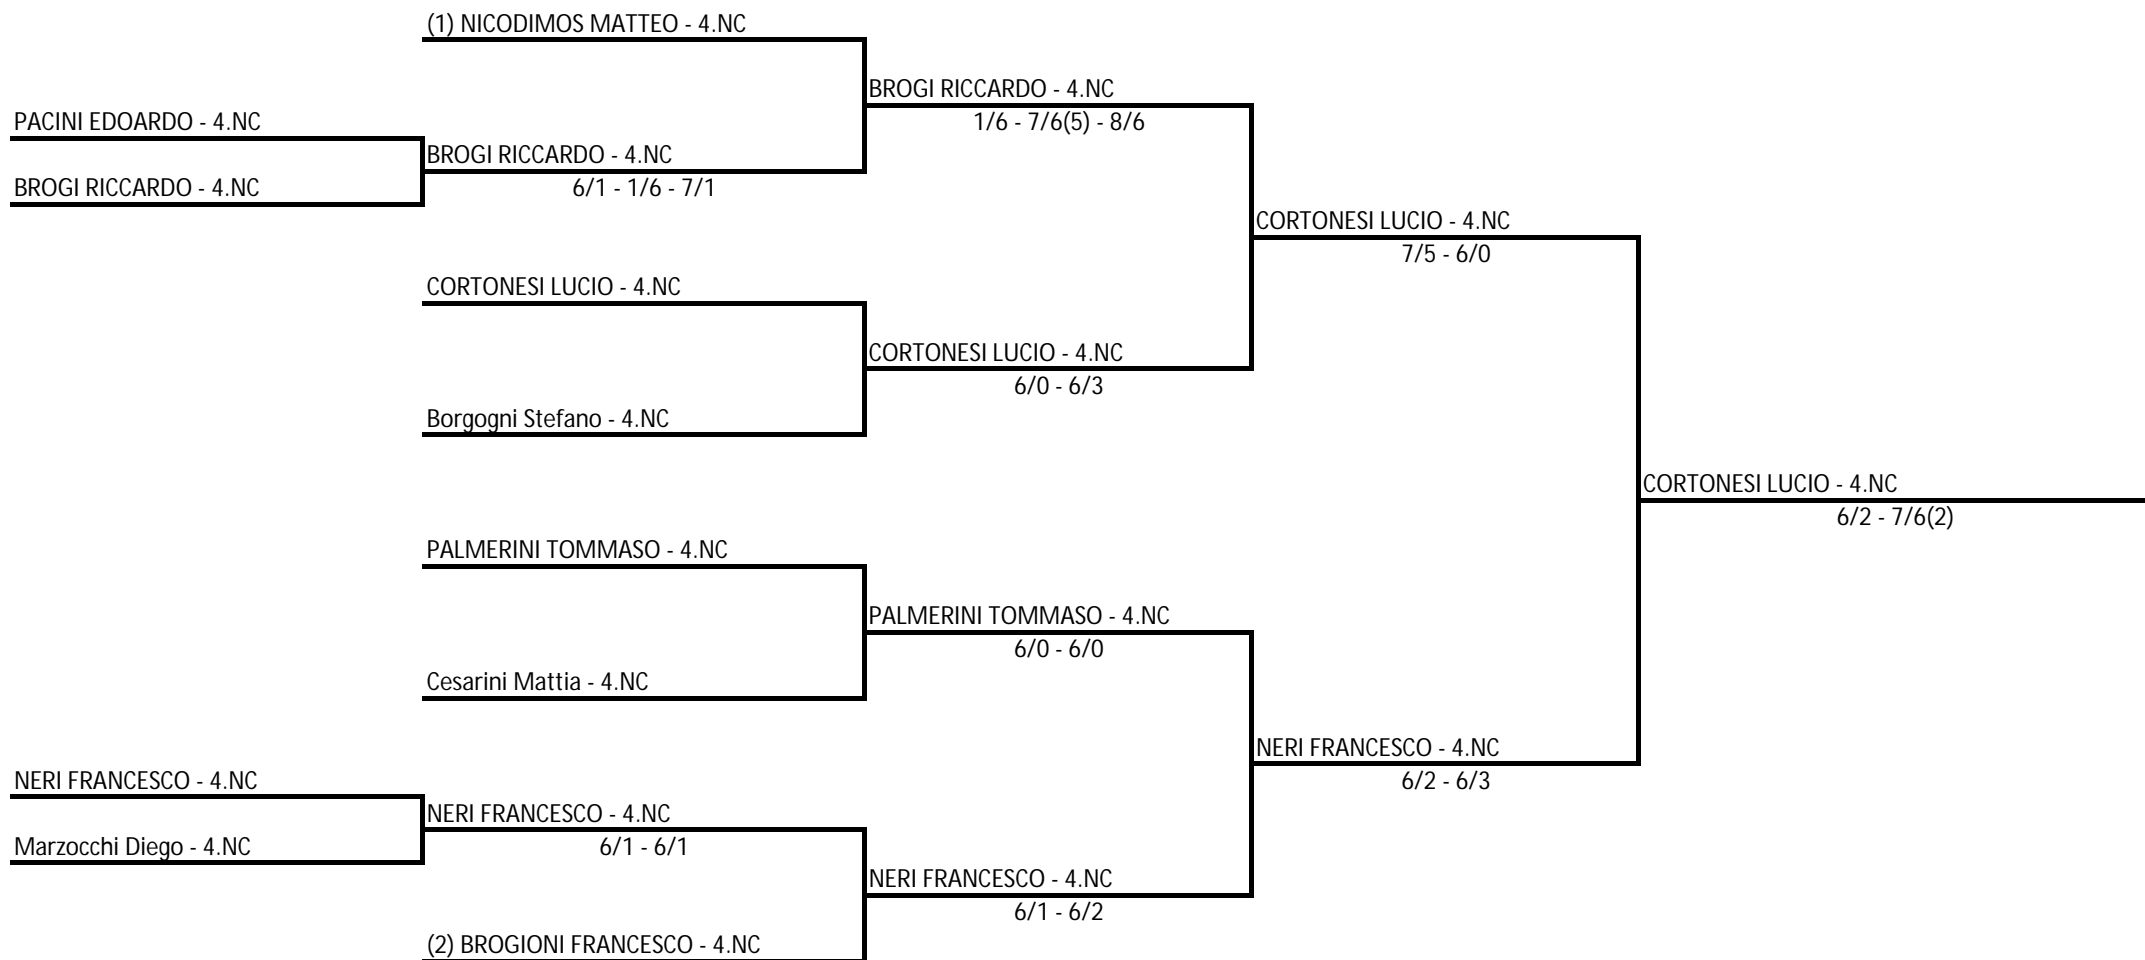 (1) NICODIMOS MATTEO - 4.NC
BROGI RICCARDO - 4.NC
1/6 - 7/6(5) - 8/6
PACINI EDOARDO - 4.NC
BROGI RICCARDO - 4.NC
6/1 - 1/6 - 7/1
BROGI RICCARDO - 4.NC
CORTONESI LUCIO - 4.NC
7/5 - 6/0
CORTONESI LUCIO - 4.NC
CORTONESI LUCIO - 4.NC
6/0 - 6/3
Borgogni Stefano - 4.NC
CORTONESI LUCIO - 4.NC
6/2 - 7/6(2)
PALMERINI TOMMASO - 4.NC
PALMERINI TOMMASO - 4.NC
6/0 - 6/0
Cesarini Mattia - 4.NC
NERI FRANCESCO - 4.NC
6/2 - 6/3
NERI FRANCESCO - 4.NC
NERI FRANCESCO - 4.NC
6/1 - 6/1
Marzocchi Diego - 4.NC
NERI FRANCESCO - 4.NC
6/1 - 6/2
(2) BROGIONI FRANCESCO - 4.NC